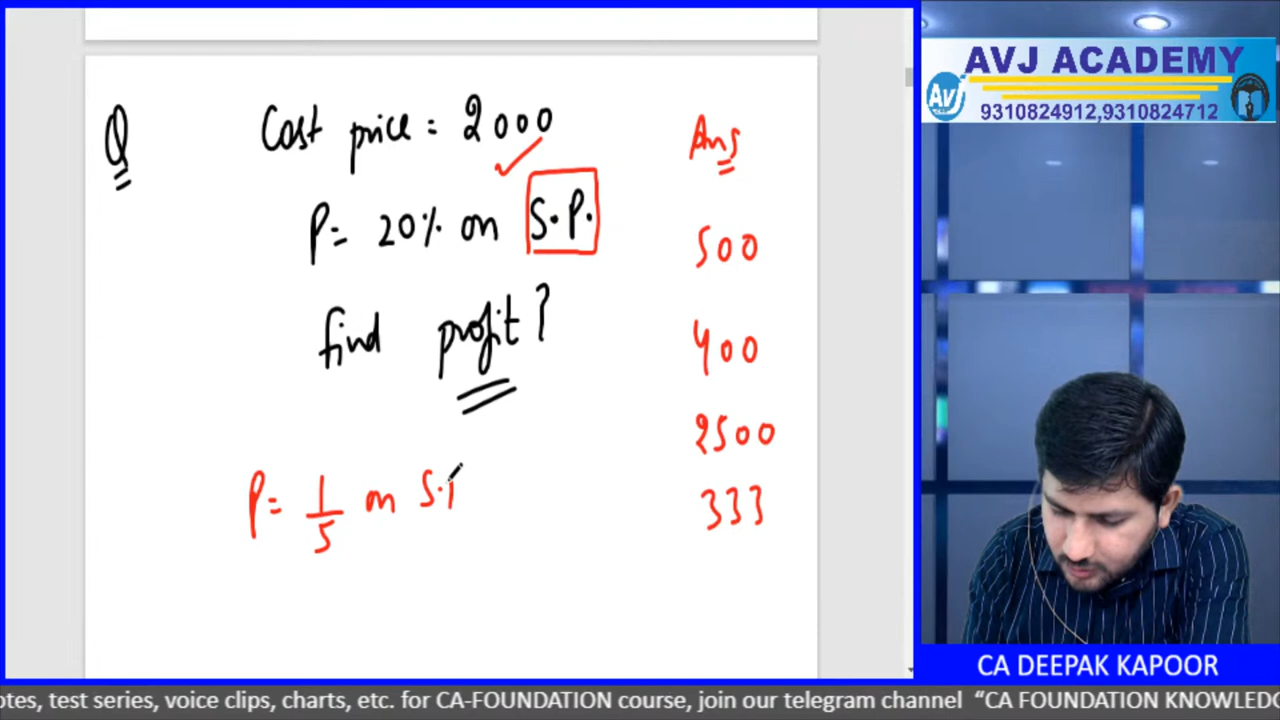 Q Cost price = 2000
P = 20% on S.P.
find profit?
P = 1/5 on S.P
Ans
500
400
2500
333
AVJ ACADEMY
AV
9310824912,9310824712
CA DEEPAK KAPOOR
otes, test series, voice clips, charts, etc. for CA-FOUNDATION course, join our telegram channel “CA FOUNDATION KNOWLEDG